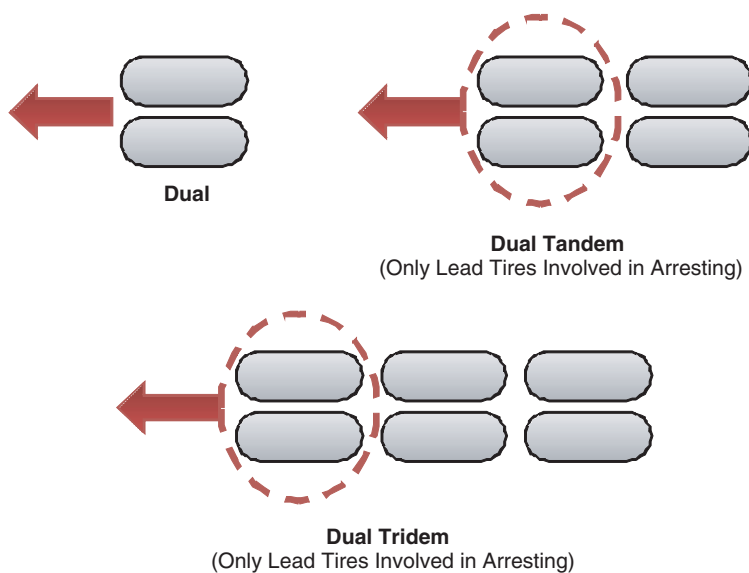 Dual
Dual Tandem
(Only Lead Tires Involved in Arresting)
Dual Tridem
(Only Lead Tires Involved in Arresting)